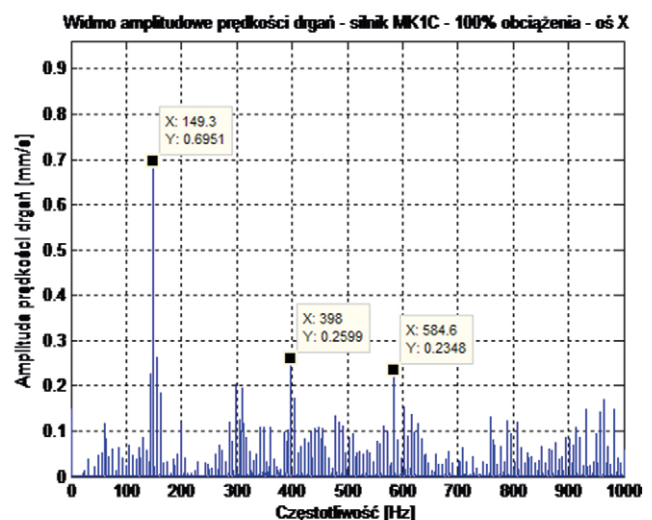 Widmo amplitudowe prędkości drgań - silnik MK1C - 100% obciążenia - oś X
Amplituda prędkości drgań [mm/s]
0.9
0.8
0.7
0.6
0.5
0.4
0.3
0.2
0.1
0
X: 149.3
Y: 0.6951
X: 398
Y: 0.2599
X: 584.6
Y: 0.2348
0 100 200 300 400 500 600 700 800 900 1000
Częstotliwość [Hz]